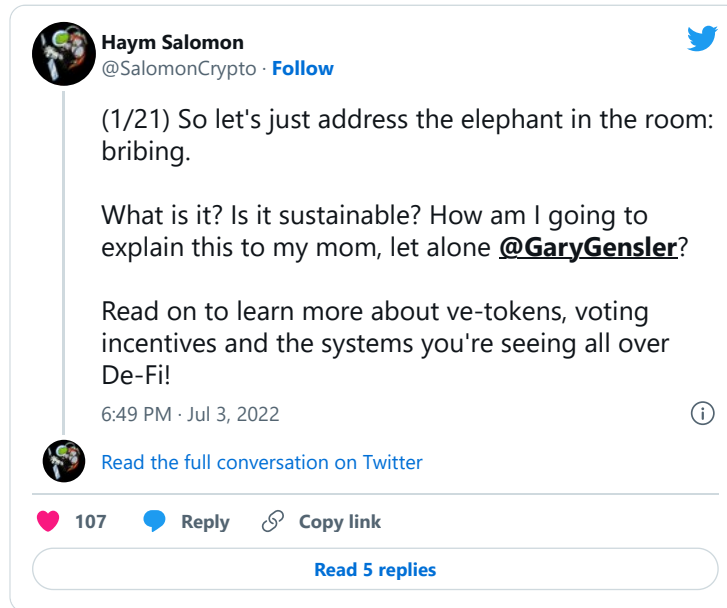 Haym Salomon
@SalomonCrypto · Follow
(1/21) So let's just address the elephant in the room:
bribing.
What is it? Is it sustainable? How am I going to
explain this to my mom, let alone @GaryGensler?
Read on to learn more about ve-tokens, voting
incentives and the systems you're seeing all over
De-Fi!
6:49 PM · Jul 3, 2022
Read the full conversation on Twitter
107 Reply Copy link
Read 5 replies